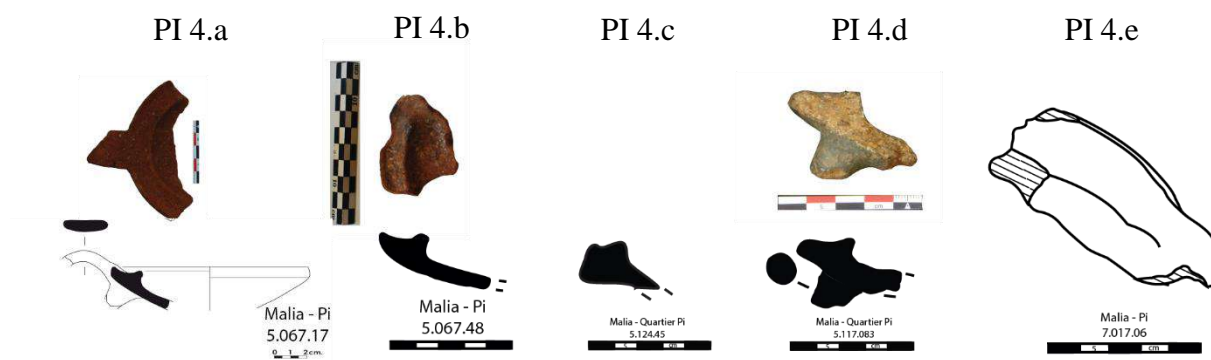 PI 4.a
PI 4.b
PI 4.c
PI 4.d
PI 4.e
Malia - Pi
5.067.17
0 1 2cm.
Malia - Pi
5.067.48
Malia - Quartier Pi
5.124.45
Malia - Quartier Pi
5.117.083
Malia - Pi
7.017.06
5 cm